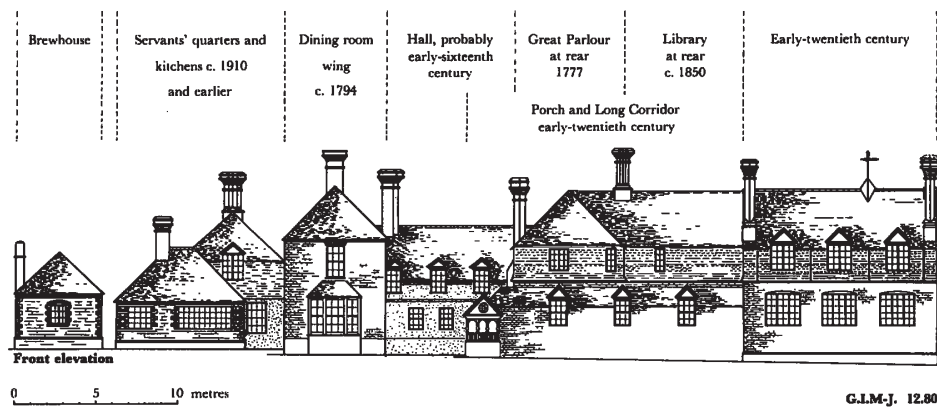 Brewhouse
Servants' quarters and
kitchens c. 1910
and earlier
Dining room
wing
c. 1794
Hall, probably
early-sixteenth
century
Great Parlour
at rear
1777
Library
at rear
c. 1850
Early-twentieth century
Porch and Long Corridor
early-twentieth century
Front elevation
0 5 10 metres
G.I.M-J. 12.80